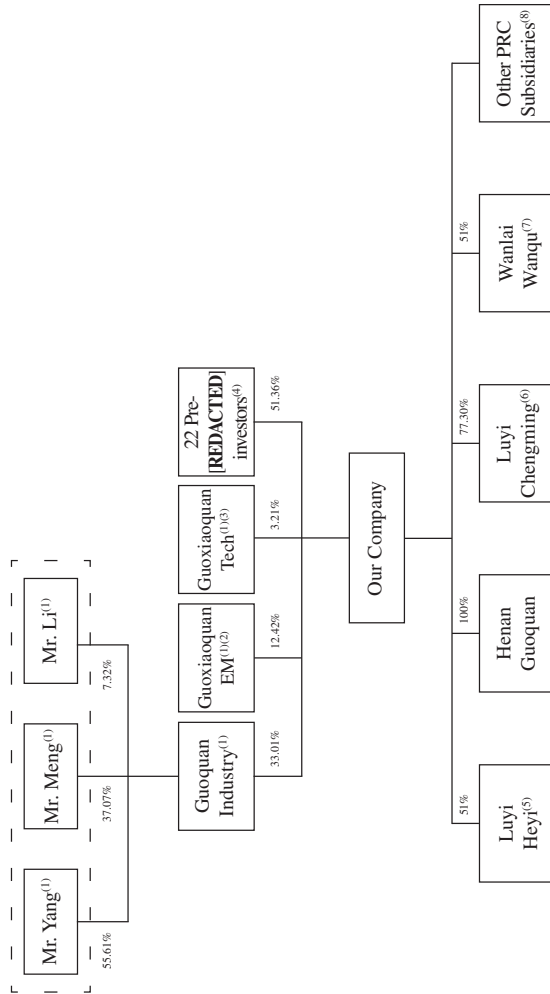 Mr. Yang(1)
Mr. Meng(1)
Mr. Li(1)
55.61%
37.07%
7.32%
Guoquan
Industry(1)
Guoxiaoquan
EM(1)(2)
Guoxiaoquan
Tech(1)(3)
22 Pre-
[REDACTED]
investors(4)
33.01%
12.42%
3.21%
51.36%
Our Company
51%
100%
77.30%
51%
Luyi
Heyi(5)
Henan
Guoquan
Luyi
Chengming(6)
Wanlai
Wanqu(7)
Other PRC
Subsidiaries(8)